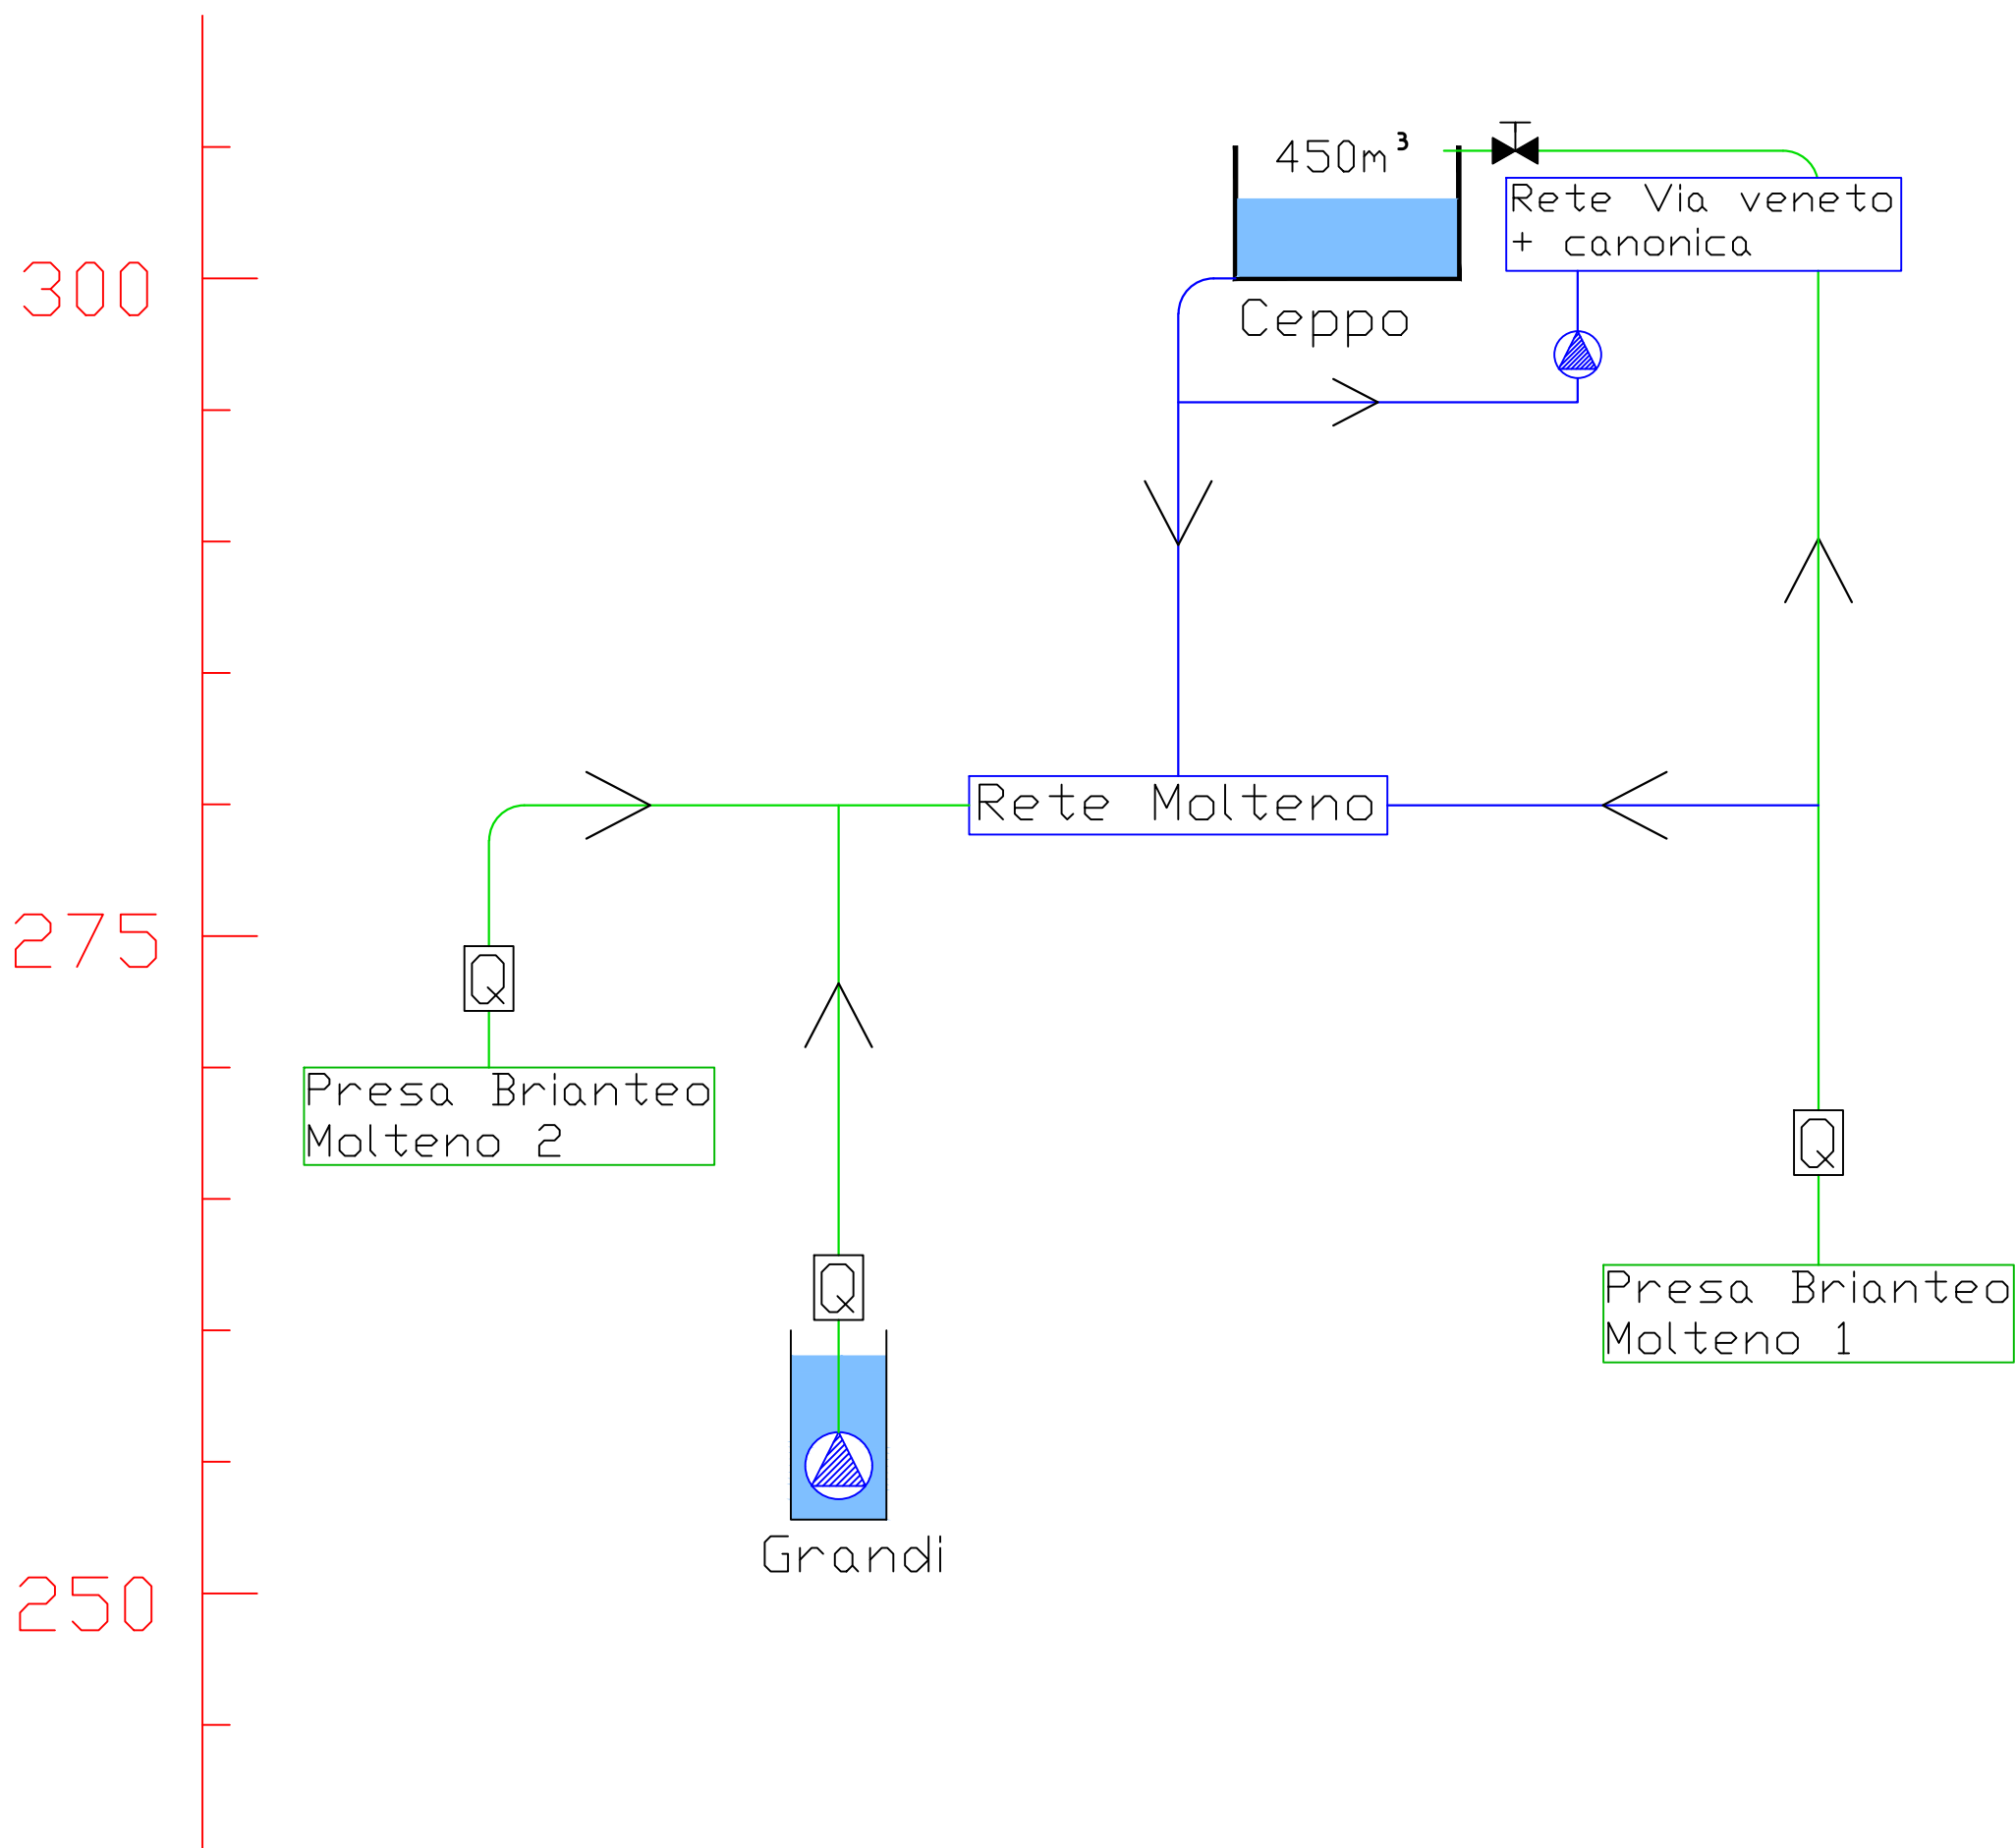 450m³
Rete Via veneto
+ canonica
300
Ceppo
Rete Molteno
275
Q
Presa Brianteo
Molteno 2
Q
Q
Presa Brianteo
Molteno 1
Grandi
250